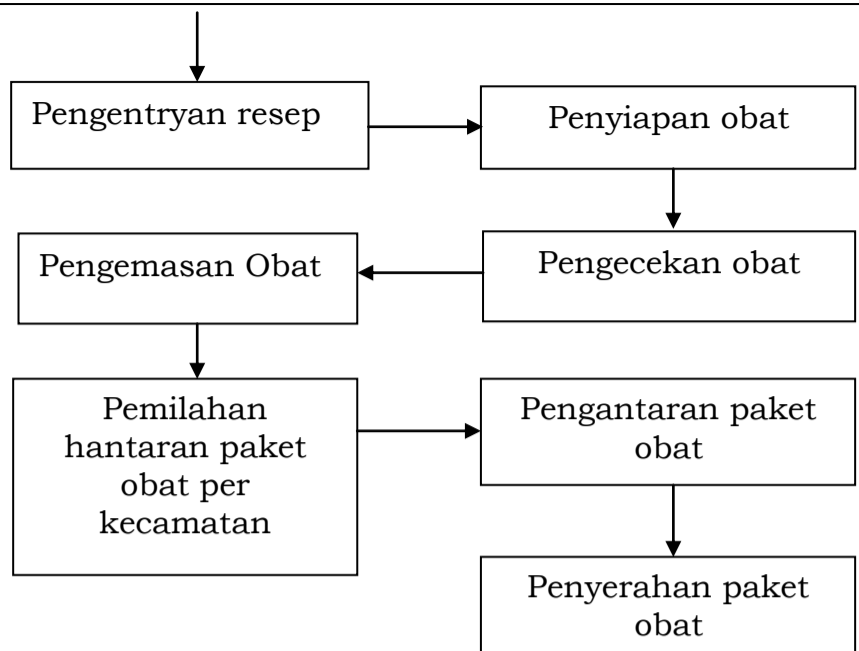 Pengentryan resep
Penyiapan obat
Pengecekan obat
Pengemasan Obat
Pemilahan
hantaran paket
obat per
kecamatan
Pengantaran paket
obat
Penyerahan paket
obat